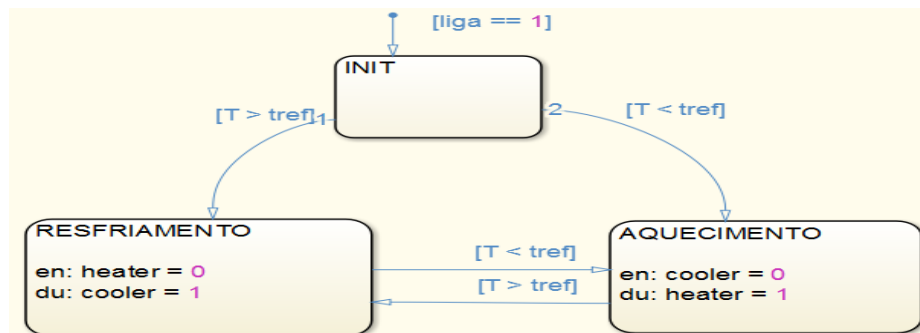 [liga == 1]
INIT
[T > tref]
1
2
[T < tref]
RESFRIAMENTO
en: heater = 0
du: cooler = 1
[T < tref]
[T > tref]
AQUECIMENTO
en: cooler = 0
du: heater = 1